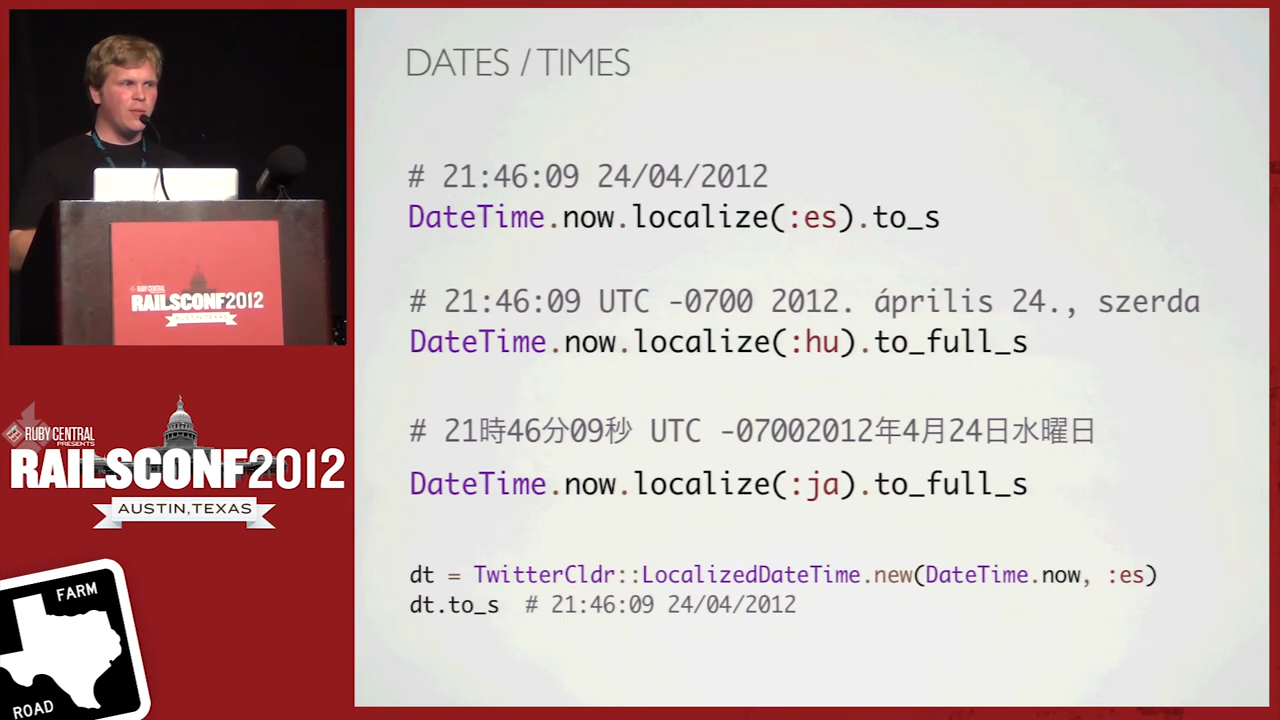 DATES / TIMES
# 21:46:09 24/04/2012
DateTime.now.localize(:es).to_s
# 21:46:09 UTC -0700 2012. április 24., szerda
DateTime.now.localize(:hu).to_full_s
# 21時46分09秒 UTC -07002012年4月24日水曜日
DateTime.now.localize(:ja).to_full_s
dt = TwitterCldr::LocalizedDateTime.new(DateTime.now, :es)
dt.to_s # 21:46:09 24/04/2012
RUBY CENTRAL
RAILSCONF2012
AUSTIN,TEXAS
RUBY CENTRAL
PRESENTS
RAILSCONF2012
AUSTIN,TEXAS
FARM
ROAD